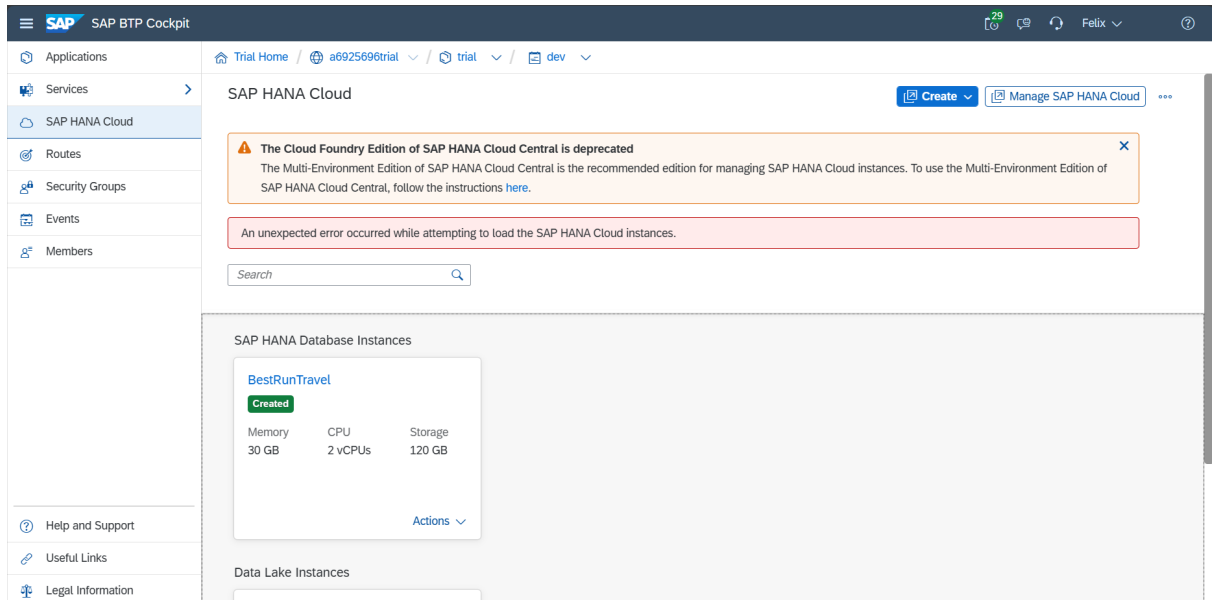 SAP SAP BTP Cockpit 29 Felix
Applications
Services
SAP HANA Cloud
Routes
Security Groups
Events
Members
Help and Support
Useful Links
Legal Information
Trial Home / a6925696trial / trial / dev
SAP HANA Cloud
Create Manage SAP HANA Cloud
The Cloud Foundry Edition of SAP HANA Cloud Central is deprecated
The Multi-Environment Edition of SAP HANA Cloud Central is the recommended edition for managing SAP HANA Cloud instances. To use the Multi-Environment Edition of
SAP HANA Cloud Central, follow the instructions here.
An unexpected error occurred while attempting to load the SAP HANA Cloud instances.
Search
SAP HANA Database Instances
BestRunTravel
Created
Memory CPU Storage
30 GB 2 vCPUs 120 GB
Actions
Data Lake Instances